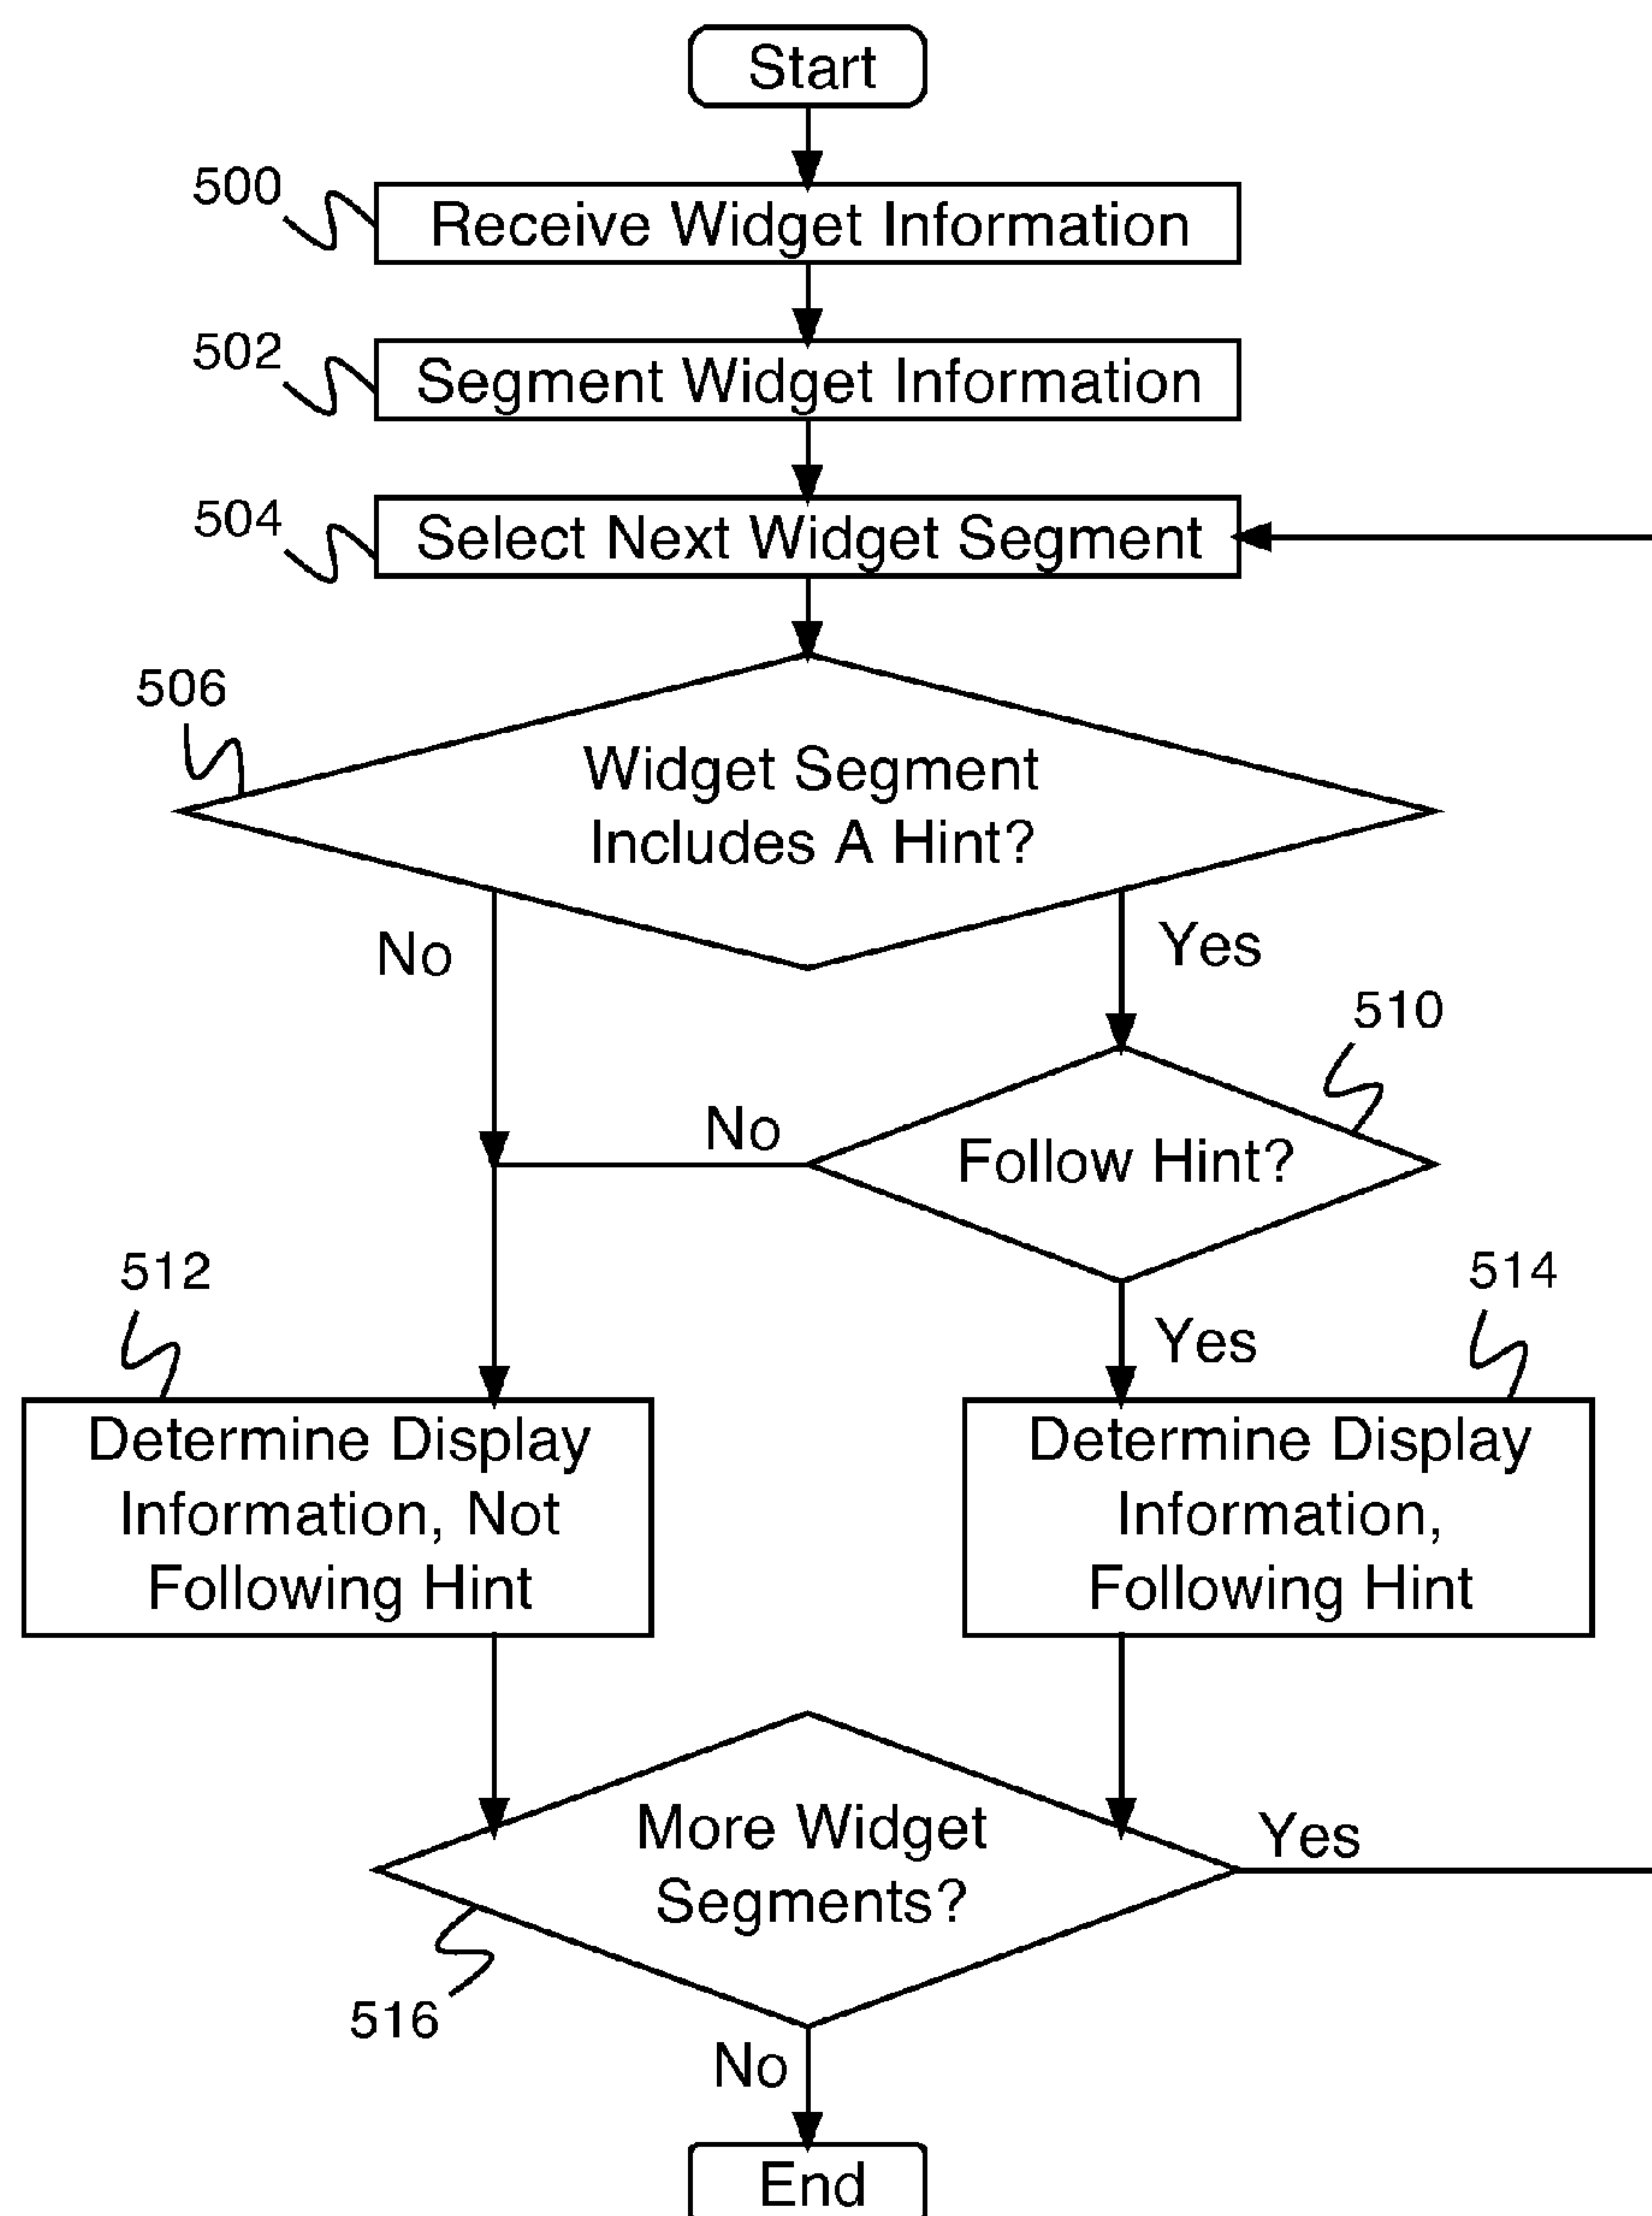 Start
500
Receive Widget Information
502
Segment Widget Information
504
Select Next Widget Segment
506
Widget Segment
Includes A Hint?
No
Yes
510
No
Follow Hint?
512
514
Yes
Determine Display
Information, Not
Following Hint
Determine Display
Information,
Following Hint
More Widget
Segments?
Yes
516
No
End